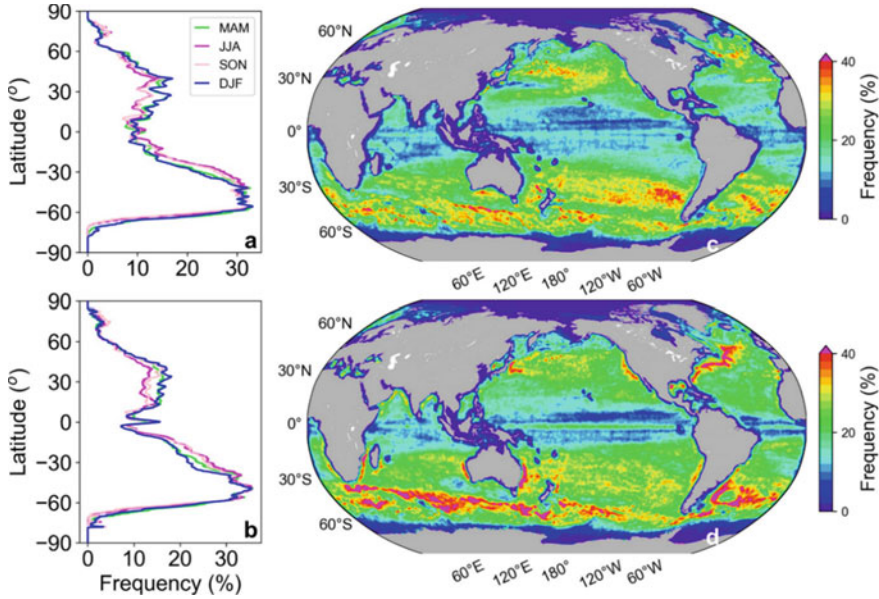 90
60
30
0
−30
−60
−90
Latitude (°)
MAM
JJA
SON
DJF
a
0 10 20 30
60°N
30°N
0°
30°S
60°S
60°E 120°E 180° 120°W 60°W
c
40
20
0
Frequency (%)
90
60
30
0
−30
−60
−90
Latitude (°)
b
0 10 20 30
Frequency (%)
60°N
30°N
0°
30°S
60°S
60°E 120°E 180° 120°W 60°W
d
40
20
0
Frequency (%)